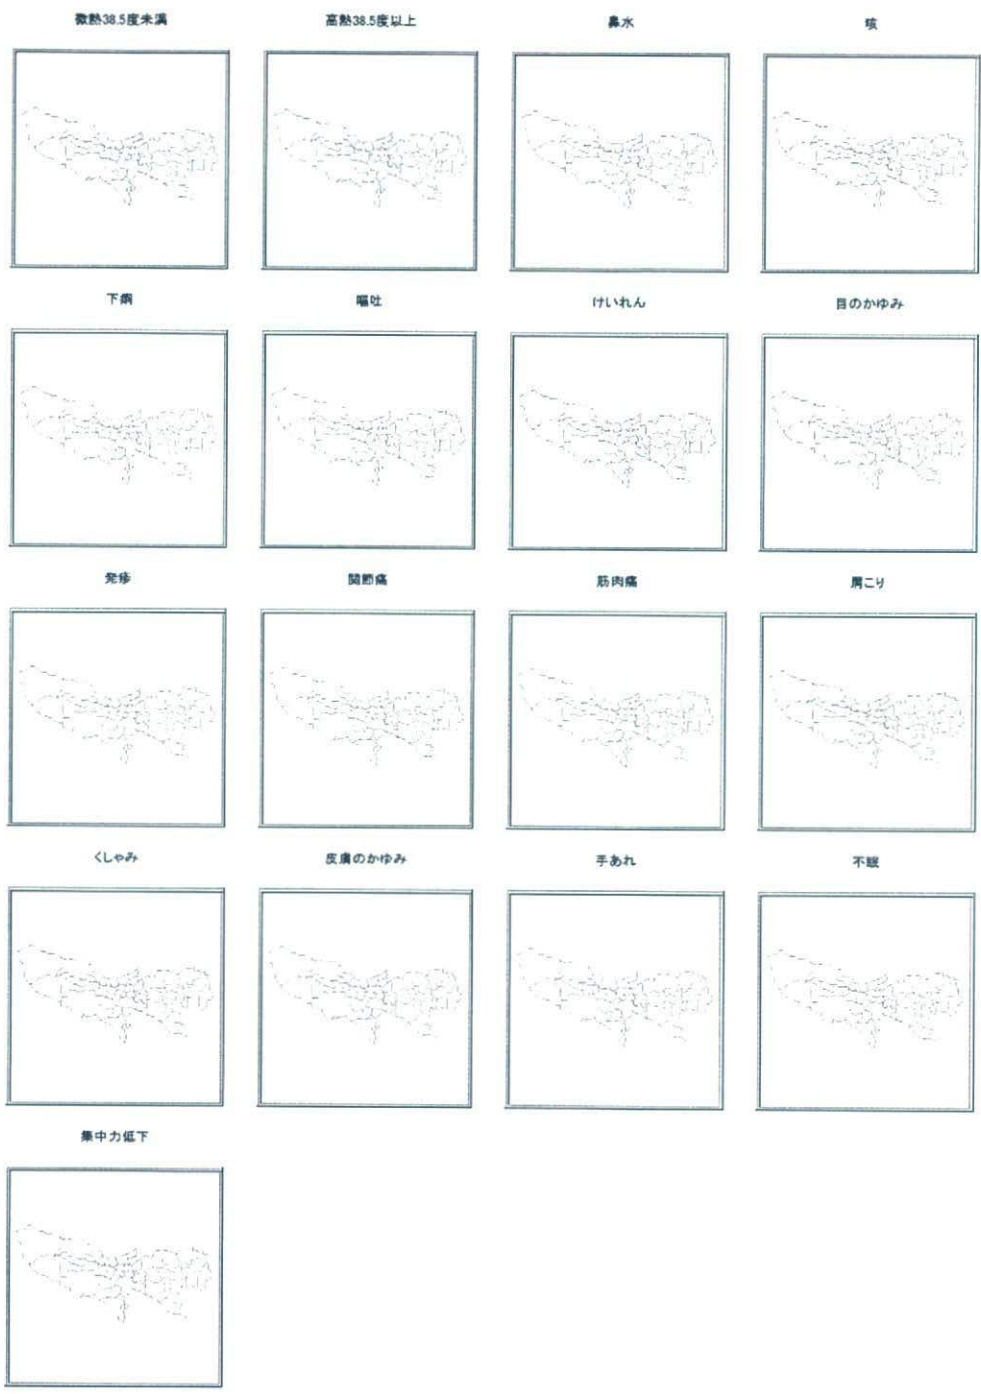 微熱38.5度未満
高熱38.5度以上
鼻水
咳
下痢
嘔吐
けいれん
目のかゆみ
発疹
関節痛
筋肉痛
肩こり
くしゃみ
皮膚のかゆみ
手あれ
不眠
集中力低下